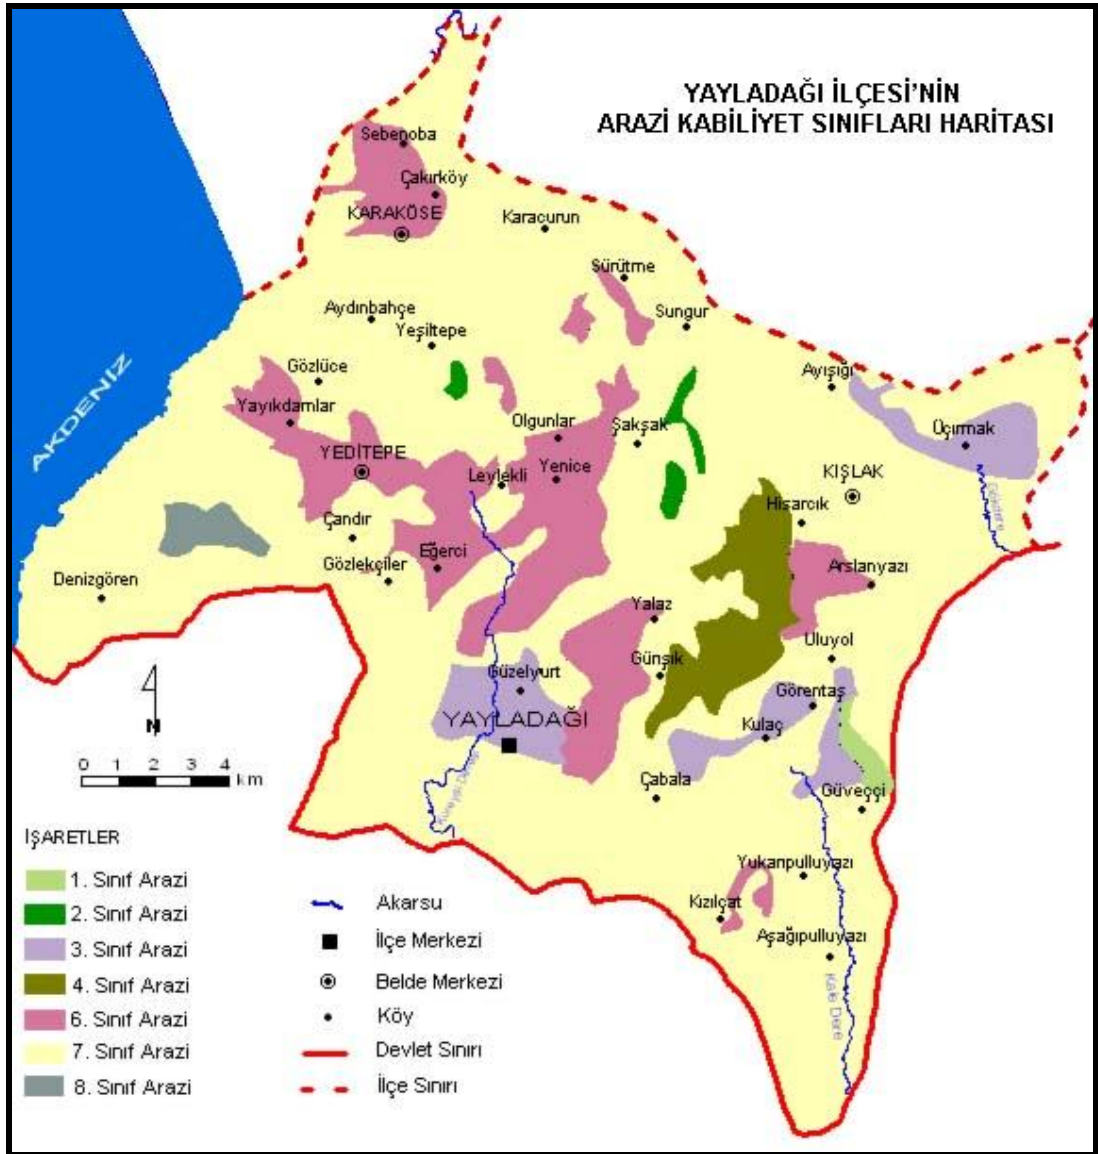 YAYLADAĞI İLÇESİ'NİN
ARAZİ KABİLİYET SINIFLARI HARİTASI
Sebenoba
Çakırköy
KARAKÖSE
Karacurun
Sürütme
Sungur
Aydınbahçe
Yeşiltepe
AKDENİZ
Gözlüce
Ayışığı
Yayıkdamlar
Olgunlar
Şakşak
Üçırmak
YEDİTEPE
Leylekli
Yenice
KIŞLAK
Hisarcık
Gökdere
Çandır
Eğerci
Gözlekçiler
Arslanyazı
Denizgören
Yalaz
Uluyol
Günşık
Güzelyurt
Görentaş
YAYLADAĞI
Kulaç
N
0 1 2 3 4 km
Çabala
Güveççi
İŞARETLER
Yukarıpulluyazı
1. Sınıf Arazi
2. Sınıf Arazi
3. Sınıf Arazi
4. Sınıf Arazi
6. Sınıf Arazi
7. Sınıf Arazi
8. Sınıf Arazi
Akarsu
İlçe Merkezi
Belde Merkezi
Köy
Devlet Sınırı
İlçe Sınırı
Kızılçat
Aşağıpulluyazı
Kale Dere